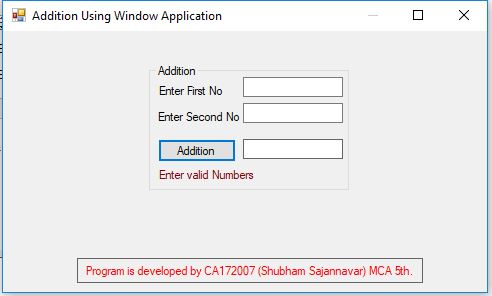 Addition Using Window Application
Addition
Enter First No
Enter Second No
Addition
Enter valid Numbers
Program is developed by CA172007 (Shubham Sajannavar) MCA 5th.